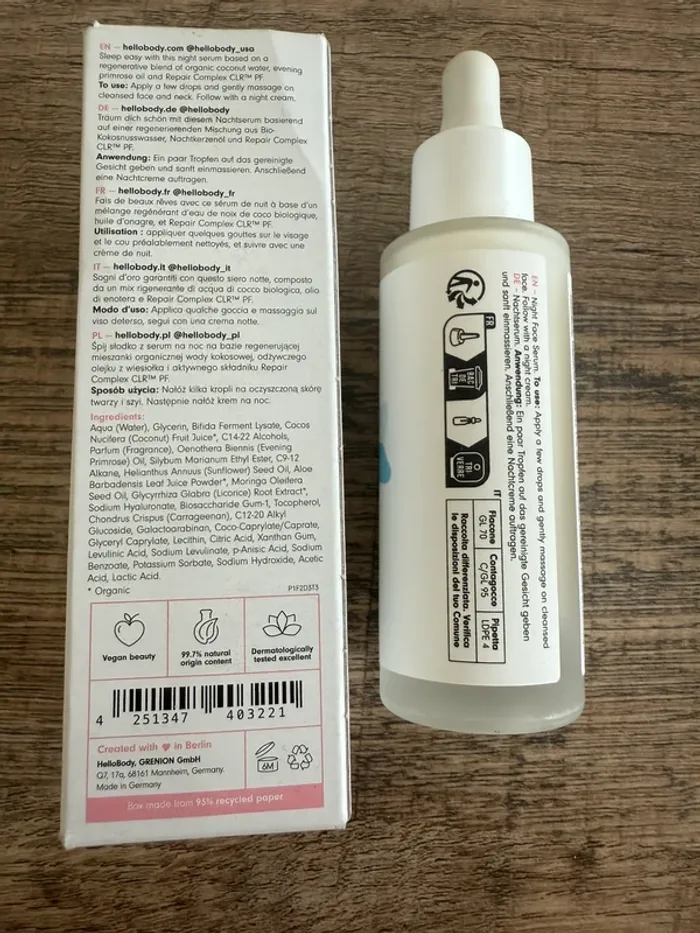 EN – hellobody.com @hellobody_usa
Sleep easy with this night serum based on a
regenerative blend of organic coconut water, evening
primrose oil and Repair Complex CLR™ PF.
To use: Apply a few drops and gently massage on
cleansed face and neck. Follow with a night cream.
DE – hellobody.de @hellobody
Träum dich schön mit diesem Nachtserum basierend
auf einer regenerierenden Mischung aus Bio-
Kokosnusswasser, Nachtkerzenöl und Repair Complex
CLR™ PF.
Anwendung: Ein paar Tropfen auf das gereinigte
Gesicht geben und sanft einmassieren. Anschließend
eine Nachtcreme auftragen.
FR – hellobody.fr @hellobody_fr
Fais de beaux rêves avec ce sérum de nuit à base d'un
mélange regénérant d'eau de noix de coco biologique,
huile d'onagre, et Repair Complex CLR™ PF.
Utilisation : appliquer quelques gouttes sur le visage
et le cou préalablement nettoyés, et suivre avec une
crème de nuit.
IT – hellobody.it @hellobody_it
Sogni d'oro garantiti con questo siero notte, composto
da un mix rigenerante di acqua di cocco biologica, olio
di enotera e Repair Complex CLR™ PF.
Modo d'uso: Applica qualche goccia e massaggia sul
viso deterso, segui con una crema notte.
PL – hellobody.pl @hellobody_pl
Śpij słodko z serum na noc na bazie regenerującej
mieszanki organicznej wody kokosowej, odżywczego
olejku z wiesiołka i aktywnego składniku Repair
Complex CLR™ PF.
Sposób użycia: Nałóż kilka kropli na oczyszczoną skórę
twarzy i szyi. Następnie nałóż krem na noc.
Ingredients:
Aqua (Water), Glycerin, Bifida Ferment Lysate, Cocos
Nucifera (Coconut) Fruit Juice*, C14-22 Alcohols,
Parfum (Fragrance), Oenothera Biennis (Evening
Primrose) Oil, Silybum Marianum Ethyl Ester, C9-12
Alkane, Helianthus Annuus (Sunflower) Seed Oil, Aloe
Barbadensis Leaf Juice Powder*, Moringa Oleifera
Seed Oil, Glycyrrhiza Glabra (Licorice) Root Extract*,
Sodium Hyaluronate, Biosaccharide Gum-1, Tocopherol,
Chondrus Crispus (Carrageenan), C12-20 Alkyl
Glucoside, Galactoarabinan, Coco-Caprylate/Caprate,
Glyceryl Caprylate, Lecithin, Citric Acid, Xanthan Gum,
Levulinic Acid, Sodium Levulinate, p-Anisic Acid, Sodium
Benzoate, Potassium Sorbate, Sodium Hydroxide, Acetic
Acid, Lactic Acid.
* Organic
P1F2D3T3
Vegan beauty
99.7% natural
origin content
Dermatologically
tested excellent
4 251347 403221
Created with ♥ in Berlin
HelloBody, GRENION GmbH
Q7, 17a, 68161 Mannheim, Germany.
Made in Germany
6M
Box made from 95% recycled paper
EN – Night Face Serum. To use: Apply a few drops and gently massage on cleansed
face. Follow with a night cream.
DE – Nachtserum. Anwendung: Ein paar Tropfen auf das gereinigte Gesicht geben
und sanft einmassieren. Anschließend eine Nachtcreme auftragen.
FR
BAC
DE
TRI
TRI
VERRE
IT
Flacone
GL 70
Contagocce
C/GL 95
Pipetta
LDPE 4
Raccolta differenziata. Verifica
le disposizioni del tuo Comune